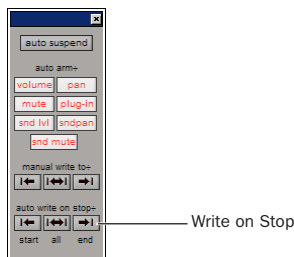 auto suspend
auto arm÷
volume pan
mute plug-in
snd lvl sndpan
snd mute
manual write to÷
auto write on stop÷
Write on Stop
start all end